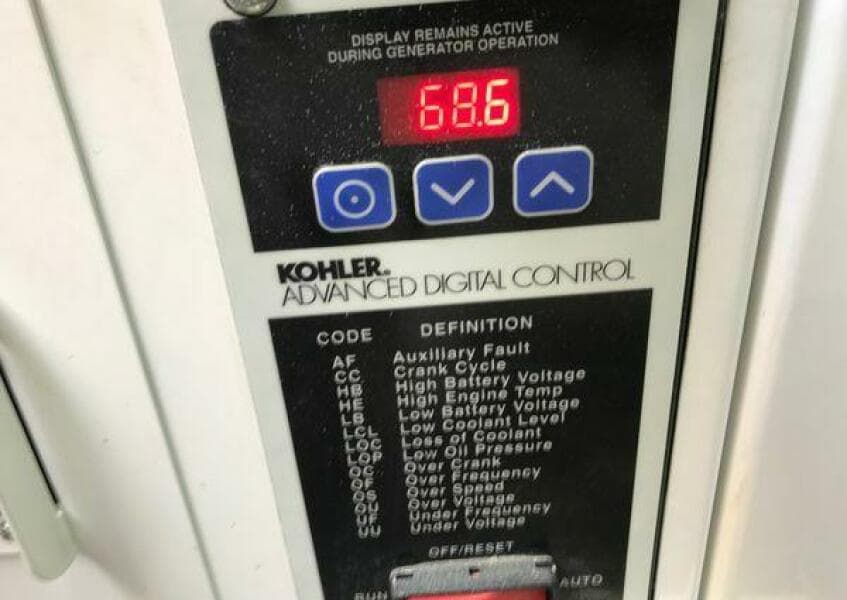 DISPLAY REMAINS ACTIVE
DURING GENERATOR OPERATION
68.6
KOHLER®
ADVANCED DIGITAL CONTROL
CODE DEFINITION
AF Auxiliary Fault
CC Crank Cycle
HB High Battery Voltage
HE High Engine Temp
LB Low Battery Voltage
LCL Low Coolant Level
LOC Loss of Coolant
LOP Low Oil Pressure
OC Over Crank
OF Over Frequency
OS Over Speed
OU Over Voltage
UF Under Frequency
UU Under Voltage
OFF/RESET
RUN AUTO